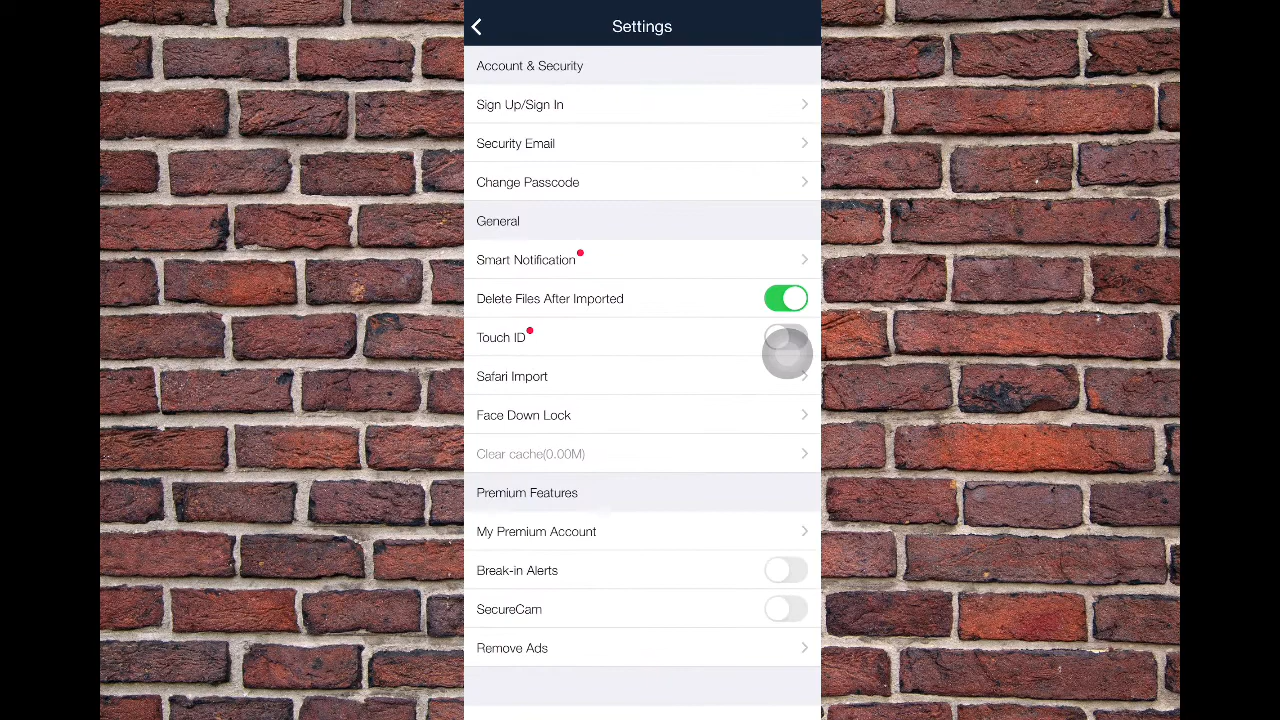 Settings
Account & Security
Sign Up/Sign In
Security Email
Change Passcode
General
Smart Notification
Delete Files After Imported
Touch ID
Safari Import
Face Down Lock
Clear cache(0.00M)
Premium Features
My Premium Account
Break-in Alerts
SecureCam
Remove Ads